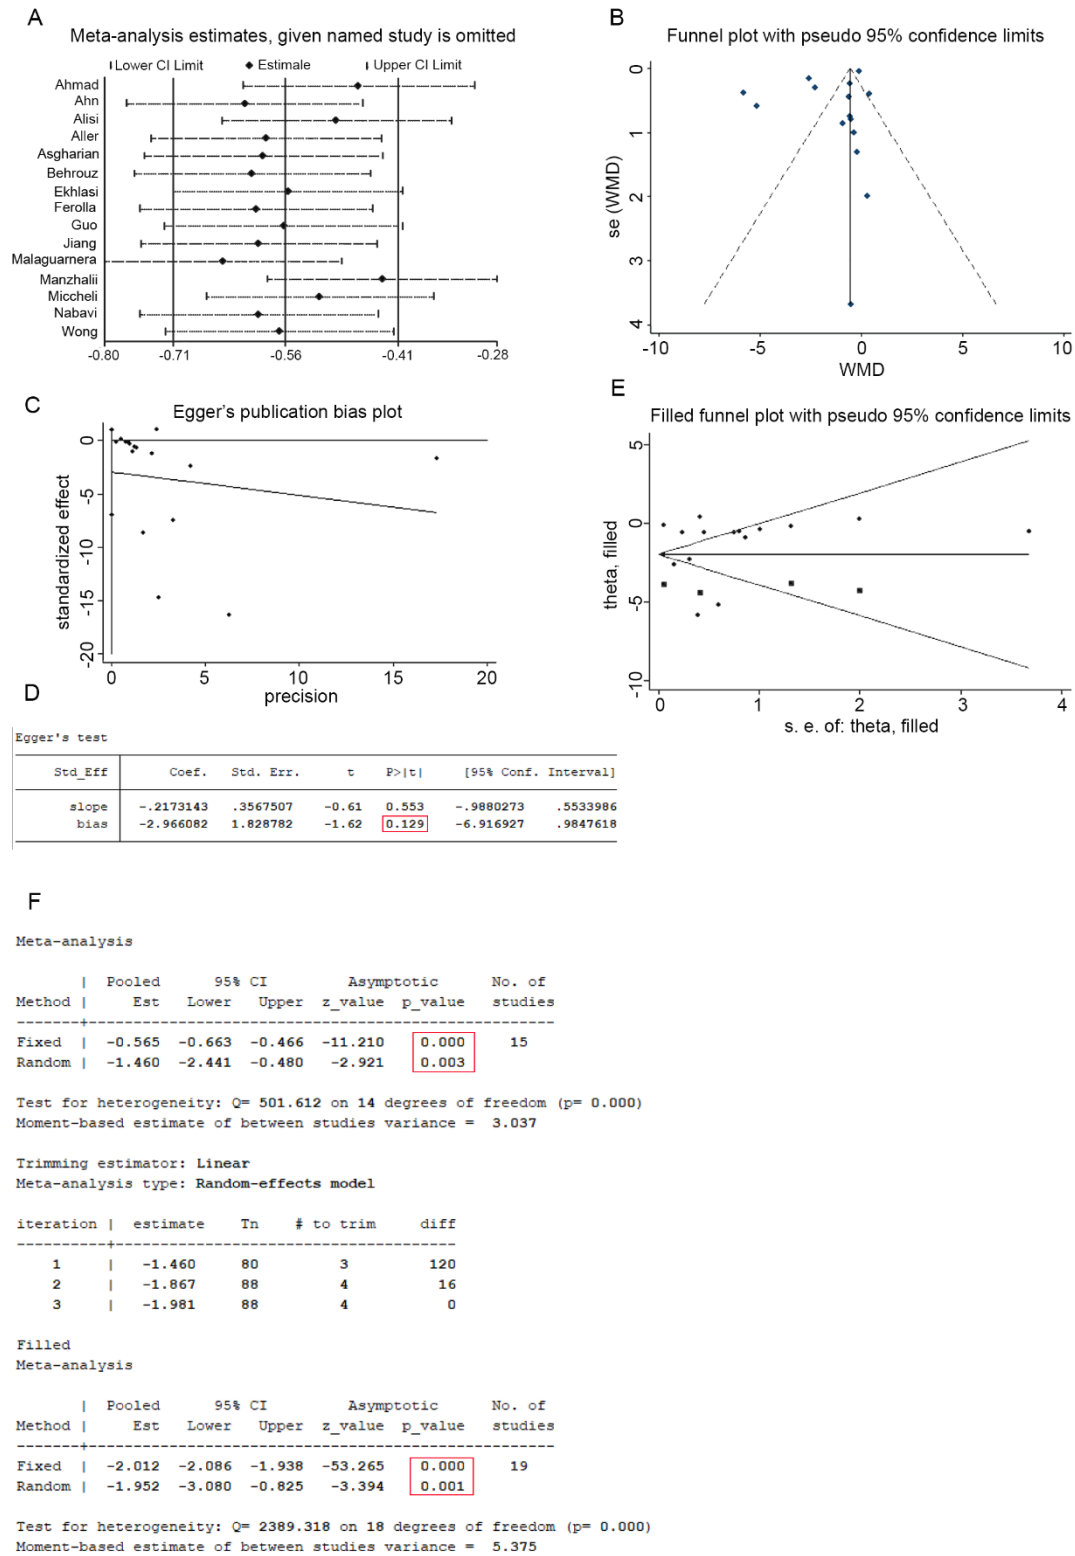 A
Meta-analysis estimates, given named study is omitted
Lower CI Limit
Estimale
Upper CI Limit
Ahmad
Ahn
Alisi
Aller
Asgharian
Behrouz
Ekhlasi
Ferolla
Guo
Jiang
Malaguarnera
Manzhalii
Miccheli
Nabavi
Wong
-0.80 -0.71 -0.56 -0.41 -0.28
B
Funnel plot with pseudo 95% confidence limits
se (WMD)
0
1
2
3
4
-10 -5 0 5 10
WMD
C
Egger's publication bias plot
standardized effect
0
-5
-10
-15
-20
0 5 10 15 20
precision
E
Filled funnel plot with pseudo 95% confidence limits
theta, filled
5
0
-5
-10
0 1 2 3 4
s. e. of: theta, filled
D
Egger's test
Std_Eff | Coef. Std. Err. t P>|t| [95% Conf. Interval]
slope | -.2173143 .3567507 -0.61 0.553 -.9880273 .5533986
bias | -2.966082 1.828782 -1.62 0.129 -6.916927 .9847618
F
Meta-analysis
| Pooled 95% CI Asymptotic No. of
Method | Est Lower Upper z_value p_value studies
-------+----------------------------------------------------
Fixed | -0.565 -0.663 -0.466 -11.210 0.000 15
Random | -1.460 -2.441 -0.480 -2.921 0.003
Test for heterogeneity: Q= 501.612 on 14 degrees of freedom (p= 0.000)
Moment-based estimate of between studies variance = 3.037
Trimming estimator: Linear
Meta-analysis type: Random-effects model
iteration | estimate Tn # to trim diff
----------+--------------------------------------
1 | -1.460 80 3 120
2 | -1.867 88 4 16
3 | -1.981 88 4 0
Filled
Meta-analysis
| Pooled 95% CI Asymptotic No. of
Method | Est Lower Upper z_value p_value studies
-------+----------------------------------------------------
Fixed | -2.012 -2.086 -1.938 -53.265 0.000 19
Random | -1.952 -3.080 -0.825 -3.394 0.001
Test for heterogeneity: Q= 2389.318 on 18 degrees of freedom (p= 0.000)
Moment-based estimate of between studies variance = 5.375